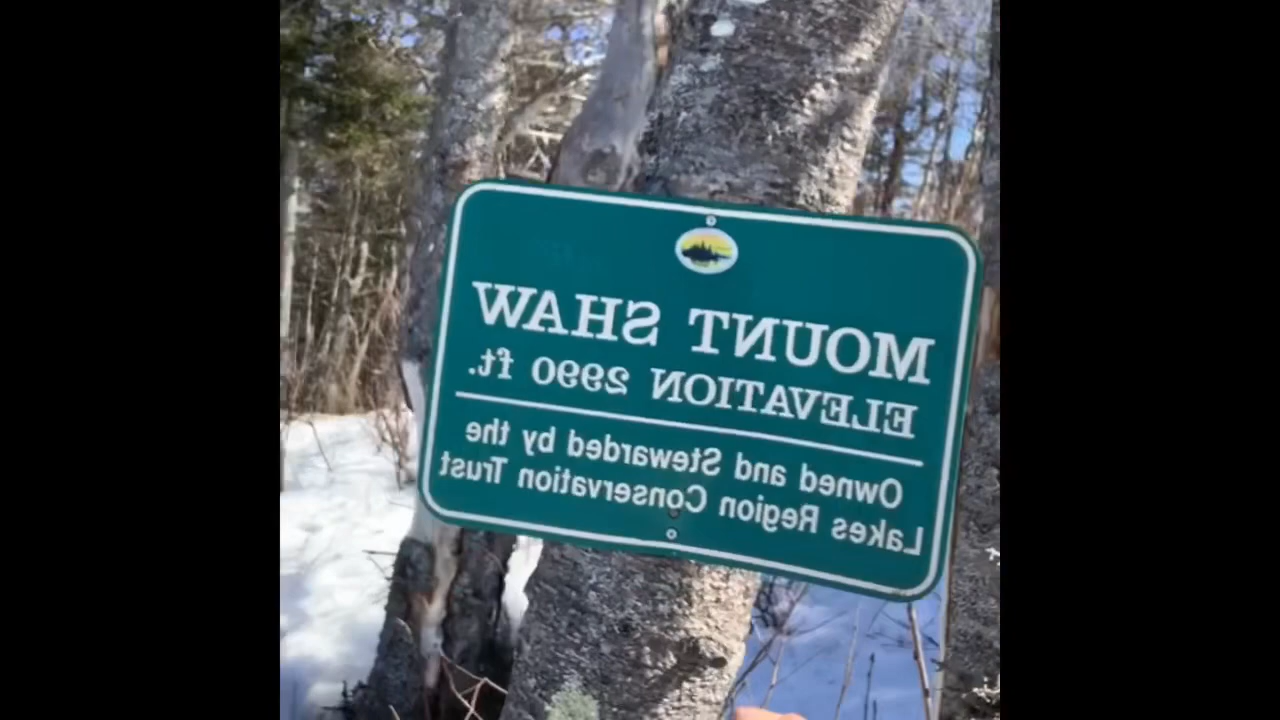 MOUNT SHAW
ELEVATION 2990 ft.
Owned and Stewarded by the
Lakes Region Conservation Trust